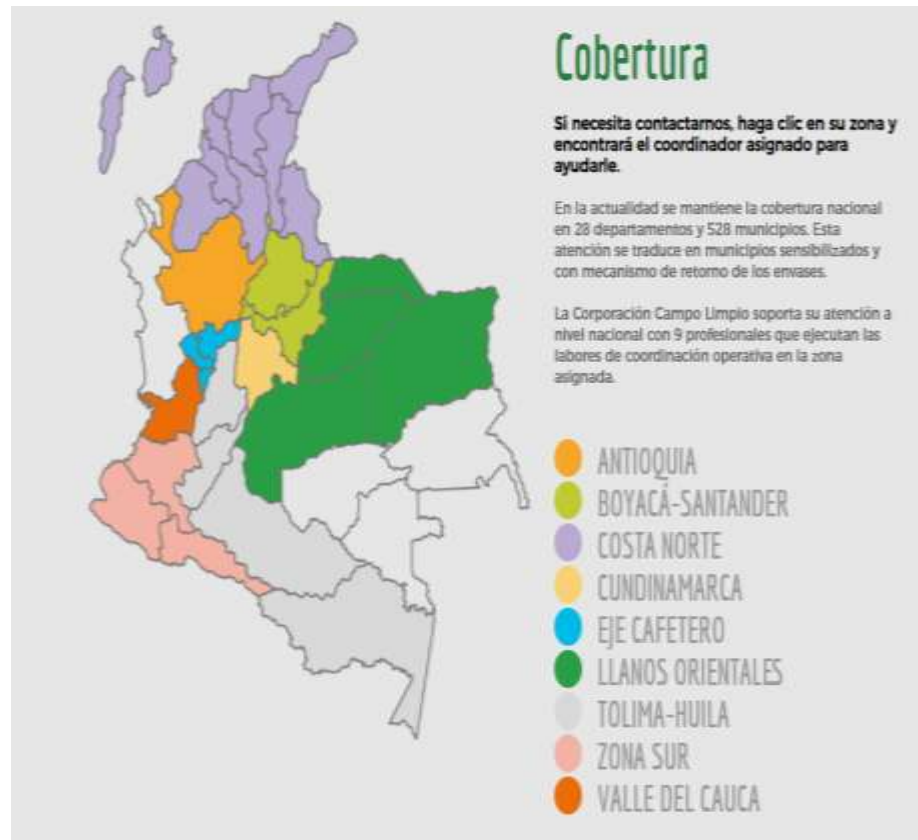 Cobertura
Si necesita contactarnos, haga clic en su zona y
encontrará el coordinador asignado para
ayudarle.
En la actualidad se mantiene la cobertura nacional
en 28 departamentos y 528 municipios. Esta
atención se traduce en municipios sensibilizados y
con mecanismo de retorno de los envases.
La Corporación Campo Limpio soporta su atención a
nivel nacional con 9 profesionales que ejecutan las
labores de coordinación operativa en la zona
asignada.
ANTIOQUIA
BOYACÁ-SANTANDER
COSTA NORTE
CUNDINAMARCA
EJE CAFETERO
LLANOS ORIENTALES
TOLIMA-HUILA
ZONA SUR
VALLE DEL CAUCA